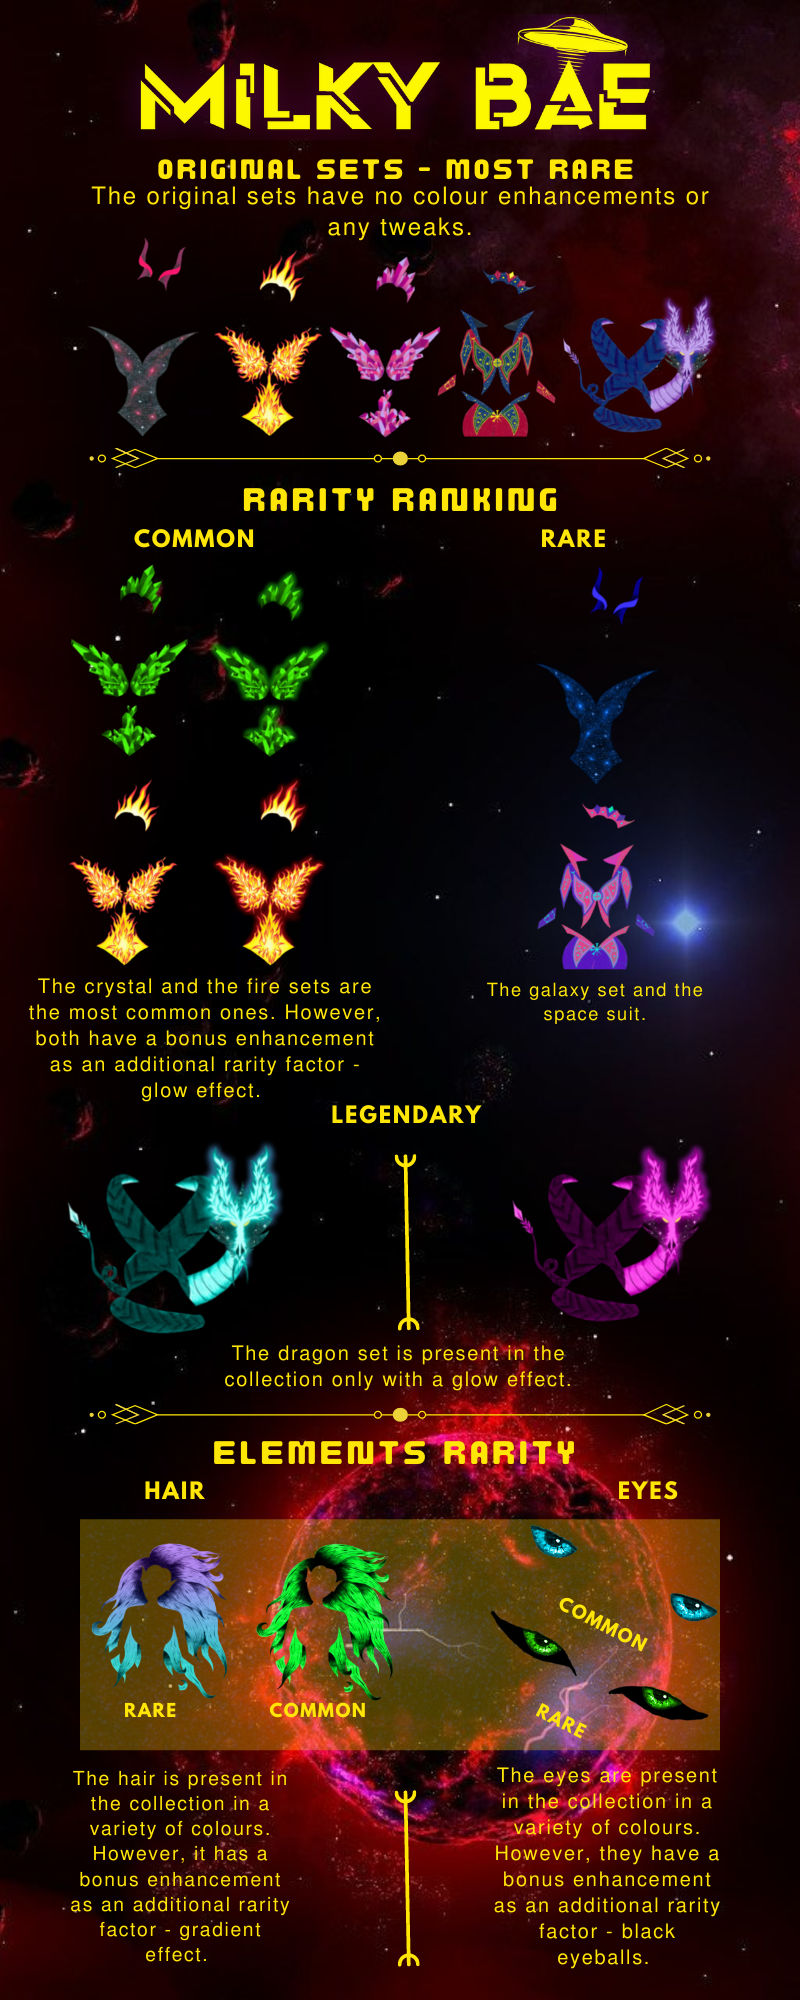 MILKY BAE
ORIGINAL SETS - MOST RARE
The original sets have no colour enhancements or
any tweaks.
RARITY RANKING
COMMON
RARE
The crystal and the fire sets are
the most common ones. However,
both have a bonus enhancement
as an additional rarity factor -
glow effect.
The galaxy set and the
space suit.
LEGENDARY
The dragon set is present in the
collection only with a glow effect.
ELEMENTS RARITY
HAIR
EYES
RARE
COMMON
COMMON
RARE
The hair is present in
the collection in a
variety of colours.
However, it has a
bonus enhancement
as an additional rarity
factor - gradient
effect.
The eyes are present
in the collection in a
variety of colours.
However, they have a
bonus enhancement
as an additional rarity
factor - black
eyeballs.